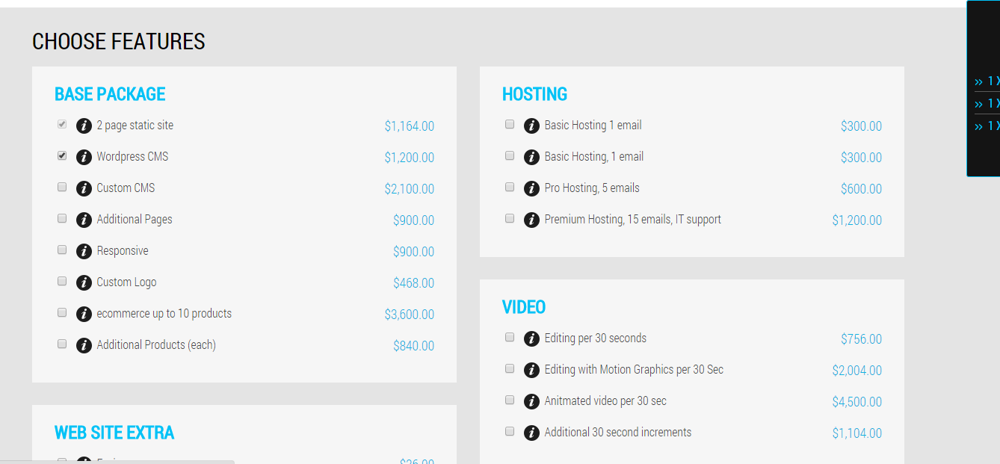 CHOOSE FEATURES
BASE PACKAGE
2 page static site $1,164.00
Wordpress CMS $1,200.00
Custom CMS $2,100.00
Additional Pages $900.00
Responsive $900.00
Custom Logo $468.00
ecommerce up to 10 products $3,600.00
Additional Products (each) $840.00
WEB SITE EXTRA
HOSTING
Basic Hosting 1 email $300.00
Basic Hosting, 1 email $300.00
Pro Hosting, 5 emails $600.00
Premium Hosting, 15 emails, IT support $1,200.00
VIDEO
Editing per 30 seconds $756.00
Editing with Motion Graphics per 30 Sec $2,004.00
Anitmated video per 30 sec $4,500.00
Additional 30 second increments $1,104.00
>> 1 X
>> 1 X
>> 1 X